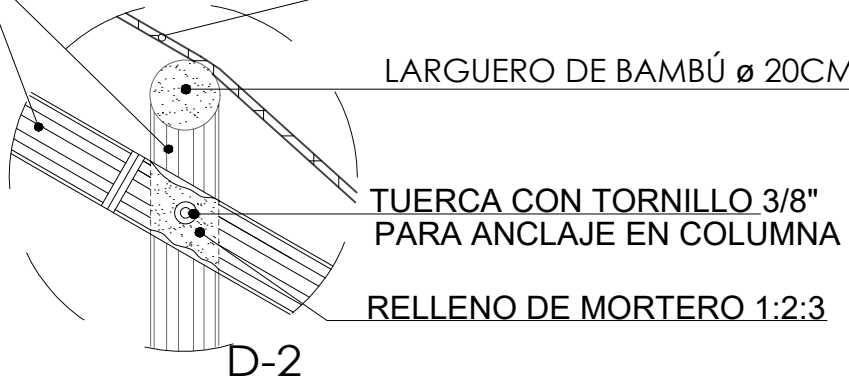 LARGUERO DE BAMBÚ ø 20CM
TUERCA CON TORNILLO 3/8"
PARA ANCLAJE EN COLUMNA
RELLENO DE MORTERO 1:2:3
D-2